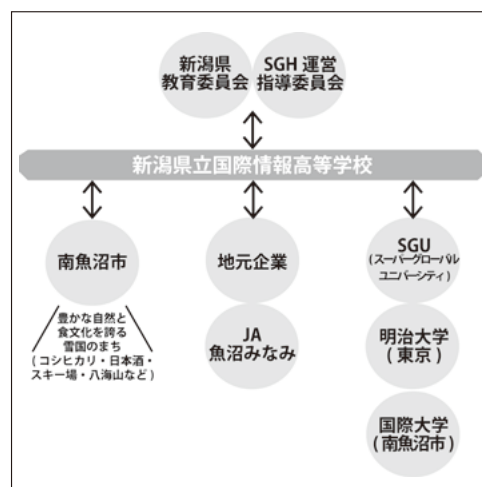 新潟県
教育委員会
SGH 運営
指導委員会
新潟県立国際情報高等学校
南魚沼市
豊かな自然と
食文化を誇る
雪国のまち
(コシヒカリ・日本酒・
スキー場・八海山など)
地元企業
JA
魚沼みなみ
SGU
(スーパーグローバル
ユニバーシティ)
明治大学
(東京)
国際大学
(南魚沼市)